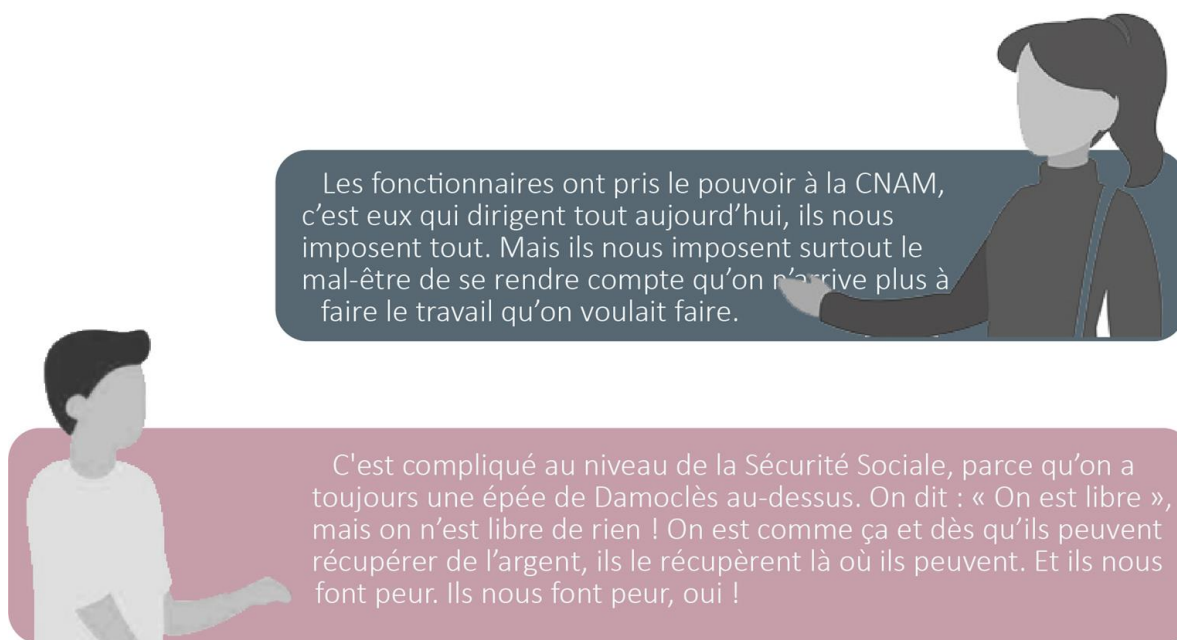 Les fonctionnaires ont pris le pouvoir à la CNAM,
c’est eux qui dirigent tout aujourd’hui, ils nous
imposent tout. Mais ils nous imposent surtout le
mal-être de se rendre compte qu’on n’arrive plus à
faire le travail qu’on voulait faire.
C'est compliqué au niveau de la Sécurité Sociale, parce qu’on a
toujours une épée de Damoclès au-dessus. On dit : « On est libre »,
mais on n’est libre de rien ! On est comme ça et dès qu’ils peuvent
récupérer de l’argent, ils le récupèrent là où ils peuvent. Et ils nous
font peur. Ils nous font peur, oui !